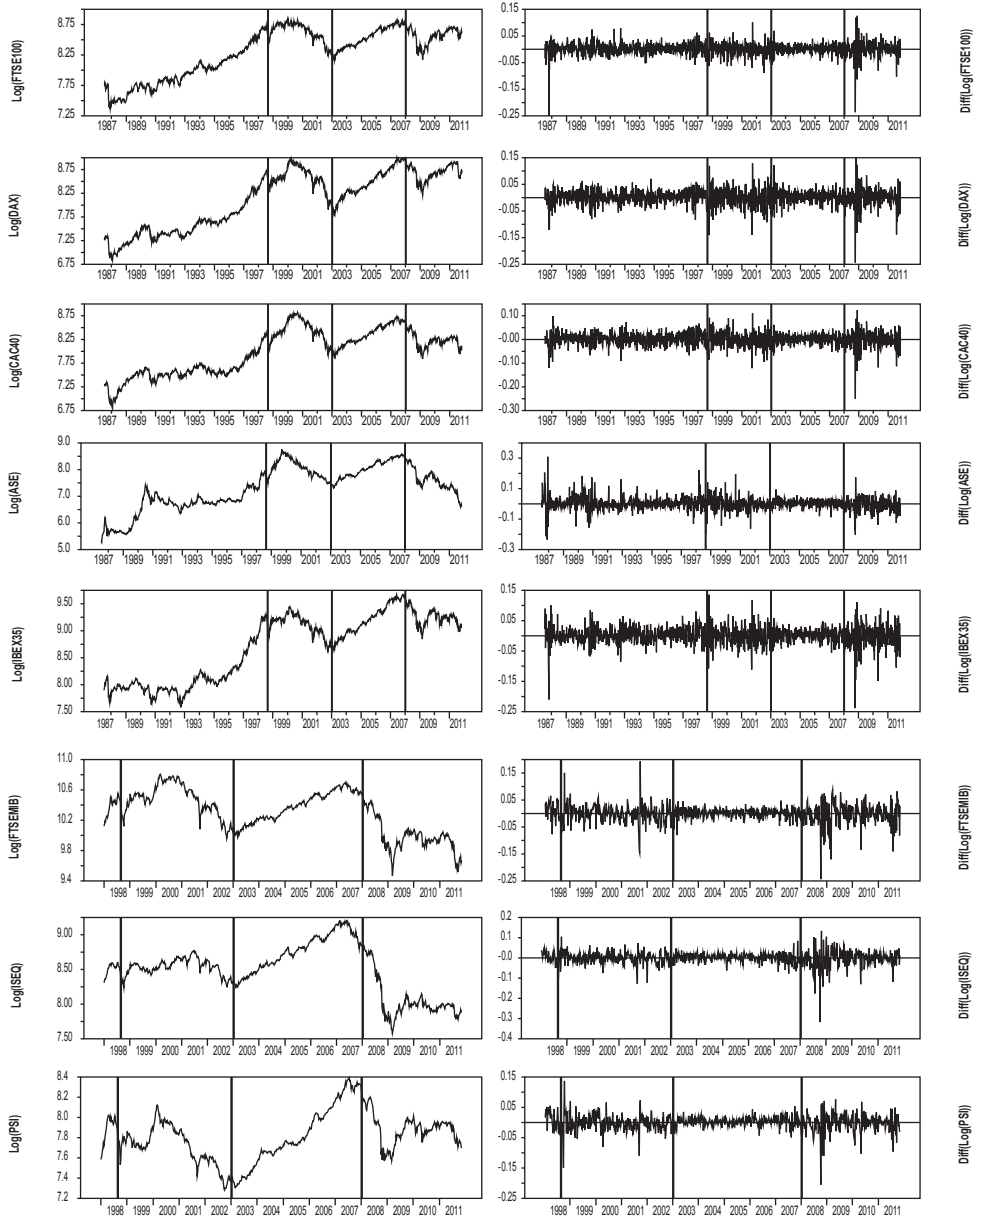 Log(FTSE100)
8.75
8.25
7.75
7.25
1987 1989 1991 1993 1995 1997 1999 2001 2003 2005 2007 2009 2011
0.15
0.05
-0.05
-0.15
-0.25
1987 1989 1991 1993 1995 1997 1999 2001 2003 2005 2007 2009 2011
Diff(Log(FTSE100))
Log(DAX)
8.75
8.25
7.75
7.25
6.75
1987 1989 1991 1993 1995 1997 1999 2001 2003 2005 2007 2009 2011
0.15
0.05
-0.05
-0.15
-0.25
1987 1989 1991 1993 1995 1997 1999 2001 2003 2005 2007 2009 2011
Diff(Log(DAX))
Log(CAC40)
8.75
8.25
7.75
7.25
6.75
1987 1989 1991 1993 1995 1997 1999 2001 2003 2005 2007 2009 2011
0.10
-0.00
-0.10
-0.20
-0.30
1987 1989 1991 1993 1995 1997 1999 2001 2003 2005 2007 2009 2011
Diff(Log(CAC40))
Log(ASE)
9.0
8.0
7.0
6.0
5.0
1987 1989 1991 1993 1995 1997 1999 2001 2003 2005 2007 2009 2011
0.3
0.1
-0.1
-0.3
1987 1989 1991 1993 1995 1997 1999 2001 2003 2005 2007 2009 2011
Diff(Log(ASE))
Log(IBEX35)
9.50
9.00
8.50
8.00
7.50
1987 1989 1991 1993 1995 1997 1999 2001 2003 2005 2007 2009 2011
0.15
0.05
-0.05
-0.15
-0.25
1987 1989 1991 1993 1995 1997 1999 2001 2003 2005 2007 2009 2011
Diff(Log(IBEX35))
Log(FTSEMIB)
11.0
10.6
10.2
9.8
9.4
1998 1999 2000 2001 2002 2003 2004 2005 2006 2007 2008 2009 2010 2011
0.15
0.05
-0.05
-0.15
-0.25
1998 1999 2000 2001 2002 2003 2004 2005 2006 2007 2008 2009 2010 2011
Diff(Log(FTSEMIB))
Log(ISEQ)
9.00
8.50
8.00
7.50
1998 1999 2000 2001 2002 2003 2004 2005 2006 2007 2008 2009 2010 2011
0.2
0.1
-0.0
-0.1
-0.2
-0.3
-0.4
1998 1999 2000 2001 2002 2003 2004 2005 2006 2007 2008 2009 2010 2011
Diff(Log(ISEQ))
Log(PSI)
8.4
8.2
8.0
7.8
7.6
7.4
7.2
1998 1999 2000 2001 2002 2003 2004 2005 2006 2007 2008 2009 2010 2011
0.15
0.05
-0.05
-0.15
-0.25
1998 1999 2000 2001 2002 2003 2004 2005 2006 2007 2008 2009 2010 2011
Diff(Log(PSI))